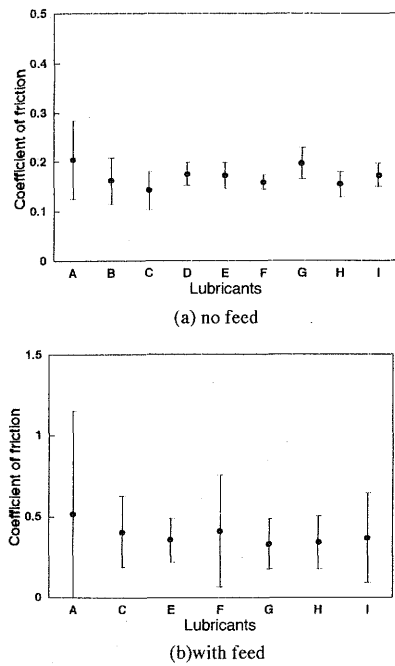 0.5
0.4
0.3
0.2
0.1
0
Coefficient of friction
A B C D E F G H I
Lubricants
(a) no feed
1.5
1
0.5
0
Coefficient of friction
A C E F G H I
Lubricants
(b)with feed